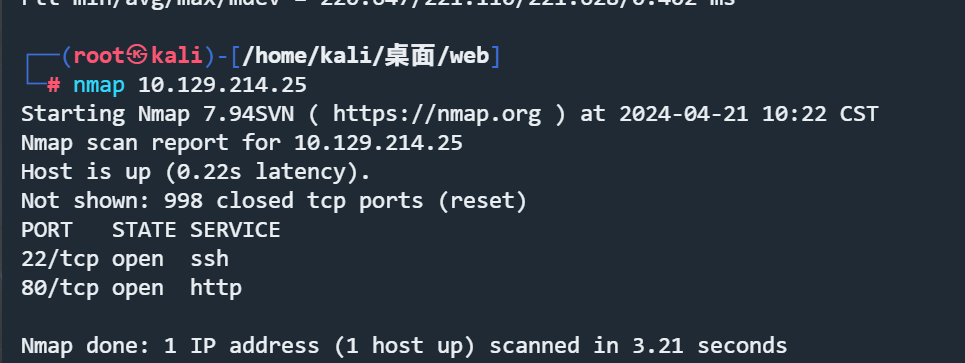 rtt min/avg/max/mdev = 220.647/221.116/221.628/0.402 ms
┌──(root㉿kali)-[/home/kali/桌面/web]
└─# nmap 10.129.214.25
Starting Nmap 7.94SVN ( https://nmap.org ) at 2024-04-21 10:22 CST
Nmap scan report for 10.129.214.25
Host is up (0.22s latency).
Not shown: 998 closed tcp ports (reset)
PORT   STATE SERVICE
22/tcp open  ssh
80/tcp open  http
Nmap done: 1 IP address (1 host up) scanned in 3.21 seconds